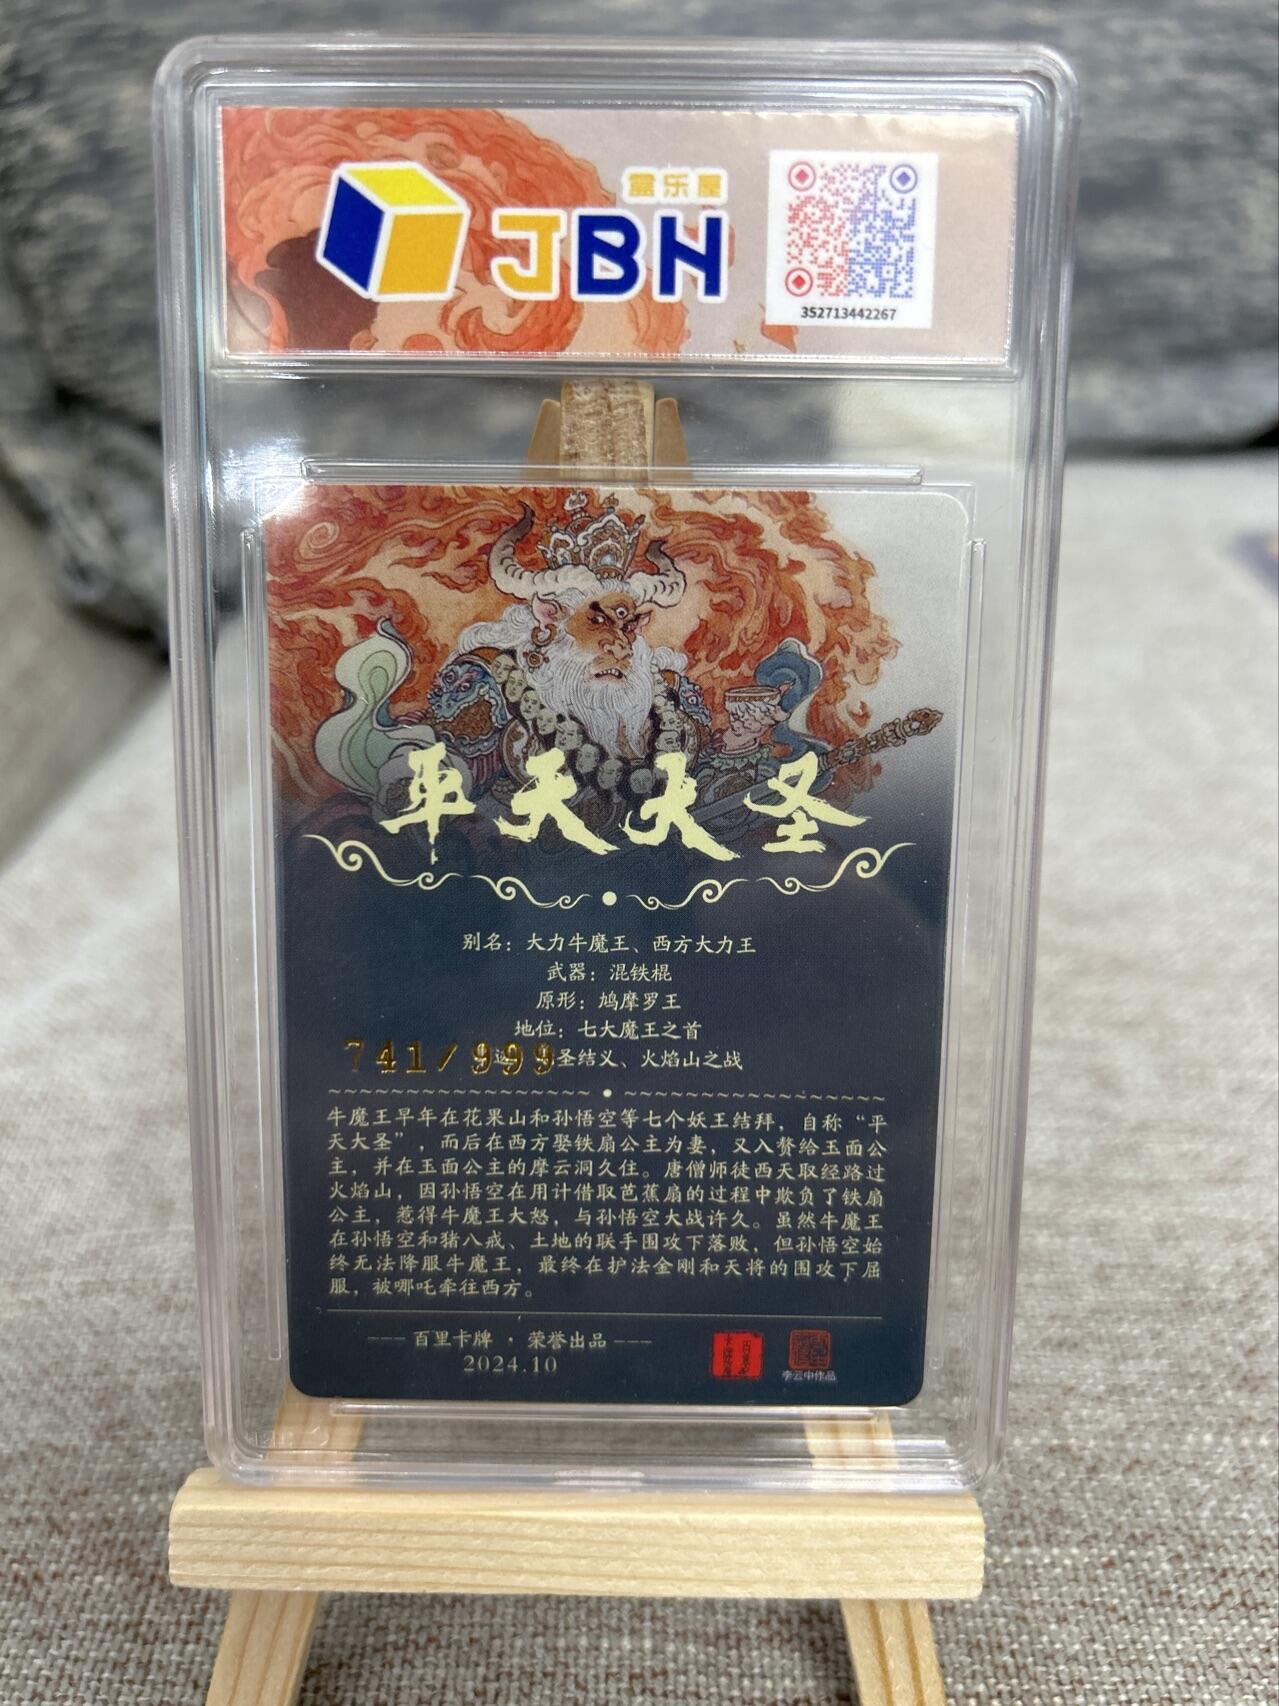 盒乐屋
JBH
352713442267
平天大圣
别名：大力牛魔王、西方大力王
武器：混铁棍
原形：鸠摩罗王
地位：七大魔王之首
741/999圣结义、火焰山之战
牛魔王早年在花果山和孙悟空等七个妖王结拜，自称“平
天大圣”，而后在西方娶铁扇公主为妻，又入赘给玉面公
主，并在玉面公主的摩云洞久住。唐僧师徒西天取经路过
火焰山，因孙悟空在用计借取芭蕉扇的过程中欺负了铁扇
公主，惹得牛魔王大怒，与孙悟空大战许久。虽然牛魔王
在孙悟空和猪八戒、土地的联手围攻下落败，但孙悟空始
终无法降服牛魔王，最终在护法金刚和天将的围攻下屈
服，被哪吒牵往西方。
--- 百里卡牌 · 荣誉出品 ---
2024.10
李云中作品